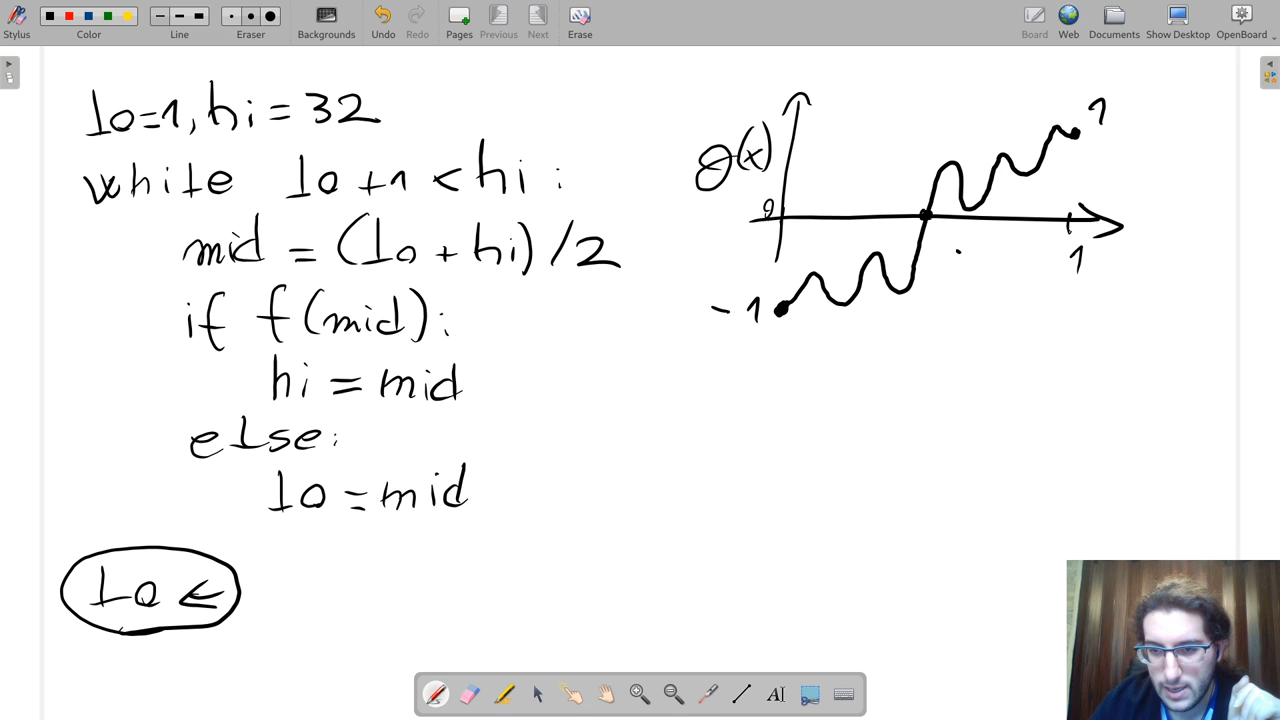 Stylus
Color
Line
Eraser
Backgrounds
Undo
Redo
Pages
Previous
Next
Erase
Board
Web
Documents
Show Desktop
OpenBoard
lo=1, hi = 32
while lo+1 < hi :
mid = (lo + hi) / 2
if f(mid):
hi = mid
else:
lo = mid
lo ←
1
0
1
-1
AI